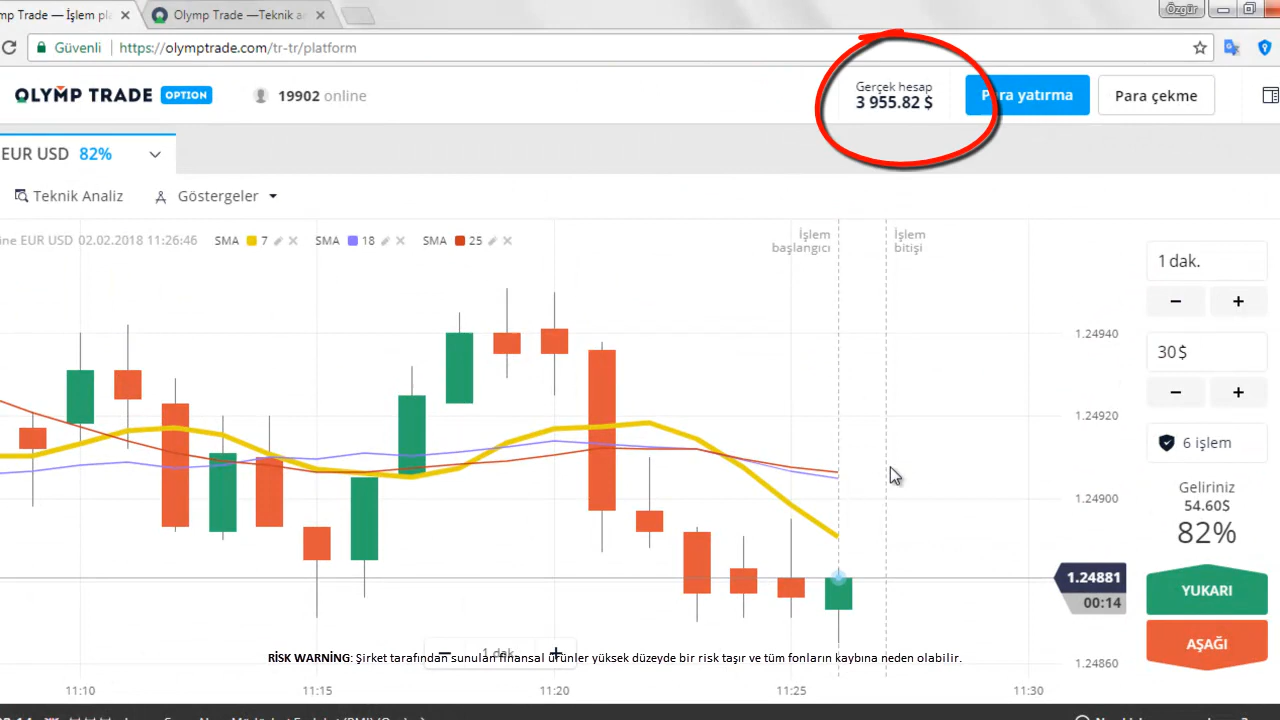 mp Trade — İşlem pl
Olymp Trade —Teknik a
Özgür
Güvenli
https://olymptrade.com/tr-tr/platform
OLYMP TRADE OPTION
19902 online
Gerçek hesap
3 955.82 $
Para yatırma
Para çekme
EUR USD 82%
Teknik Analiz
Göstergeler
ine EUR USD 02.02.2018 11:26:46
SMA 7
SMA 18
SMA 25
İşlem
başlangıcı
İşlem
bitişi
1.24940
1.24920
1.24900
1.24881
00:14
1.24860
1 dak.
30$
6 işlem
Geliriniz
54.60$
82%
YUKARI
AŞAĞI
1 dak.
RİSK WARNİNG: Şirket tarafından sunulan finansal ürünler yüksek düzeyde bir risk taşır ve tüm fonların kaybına neden olabilir.
11:10
11:15
11:20
11:25
11:30